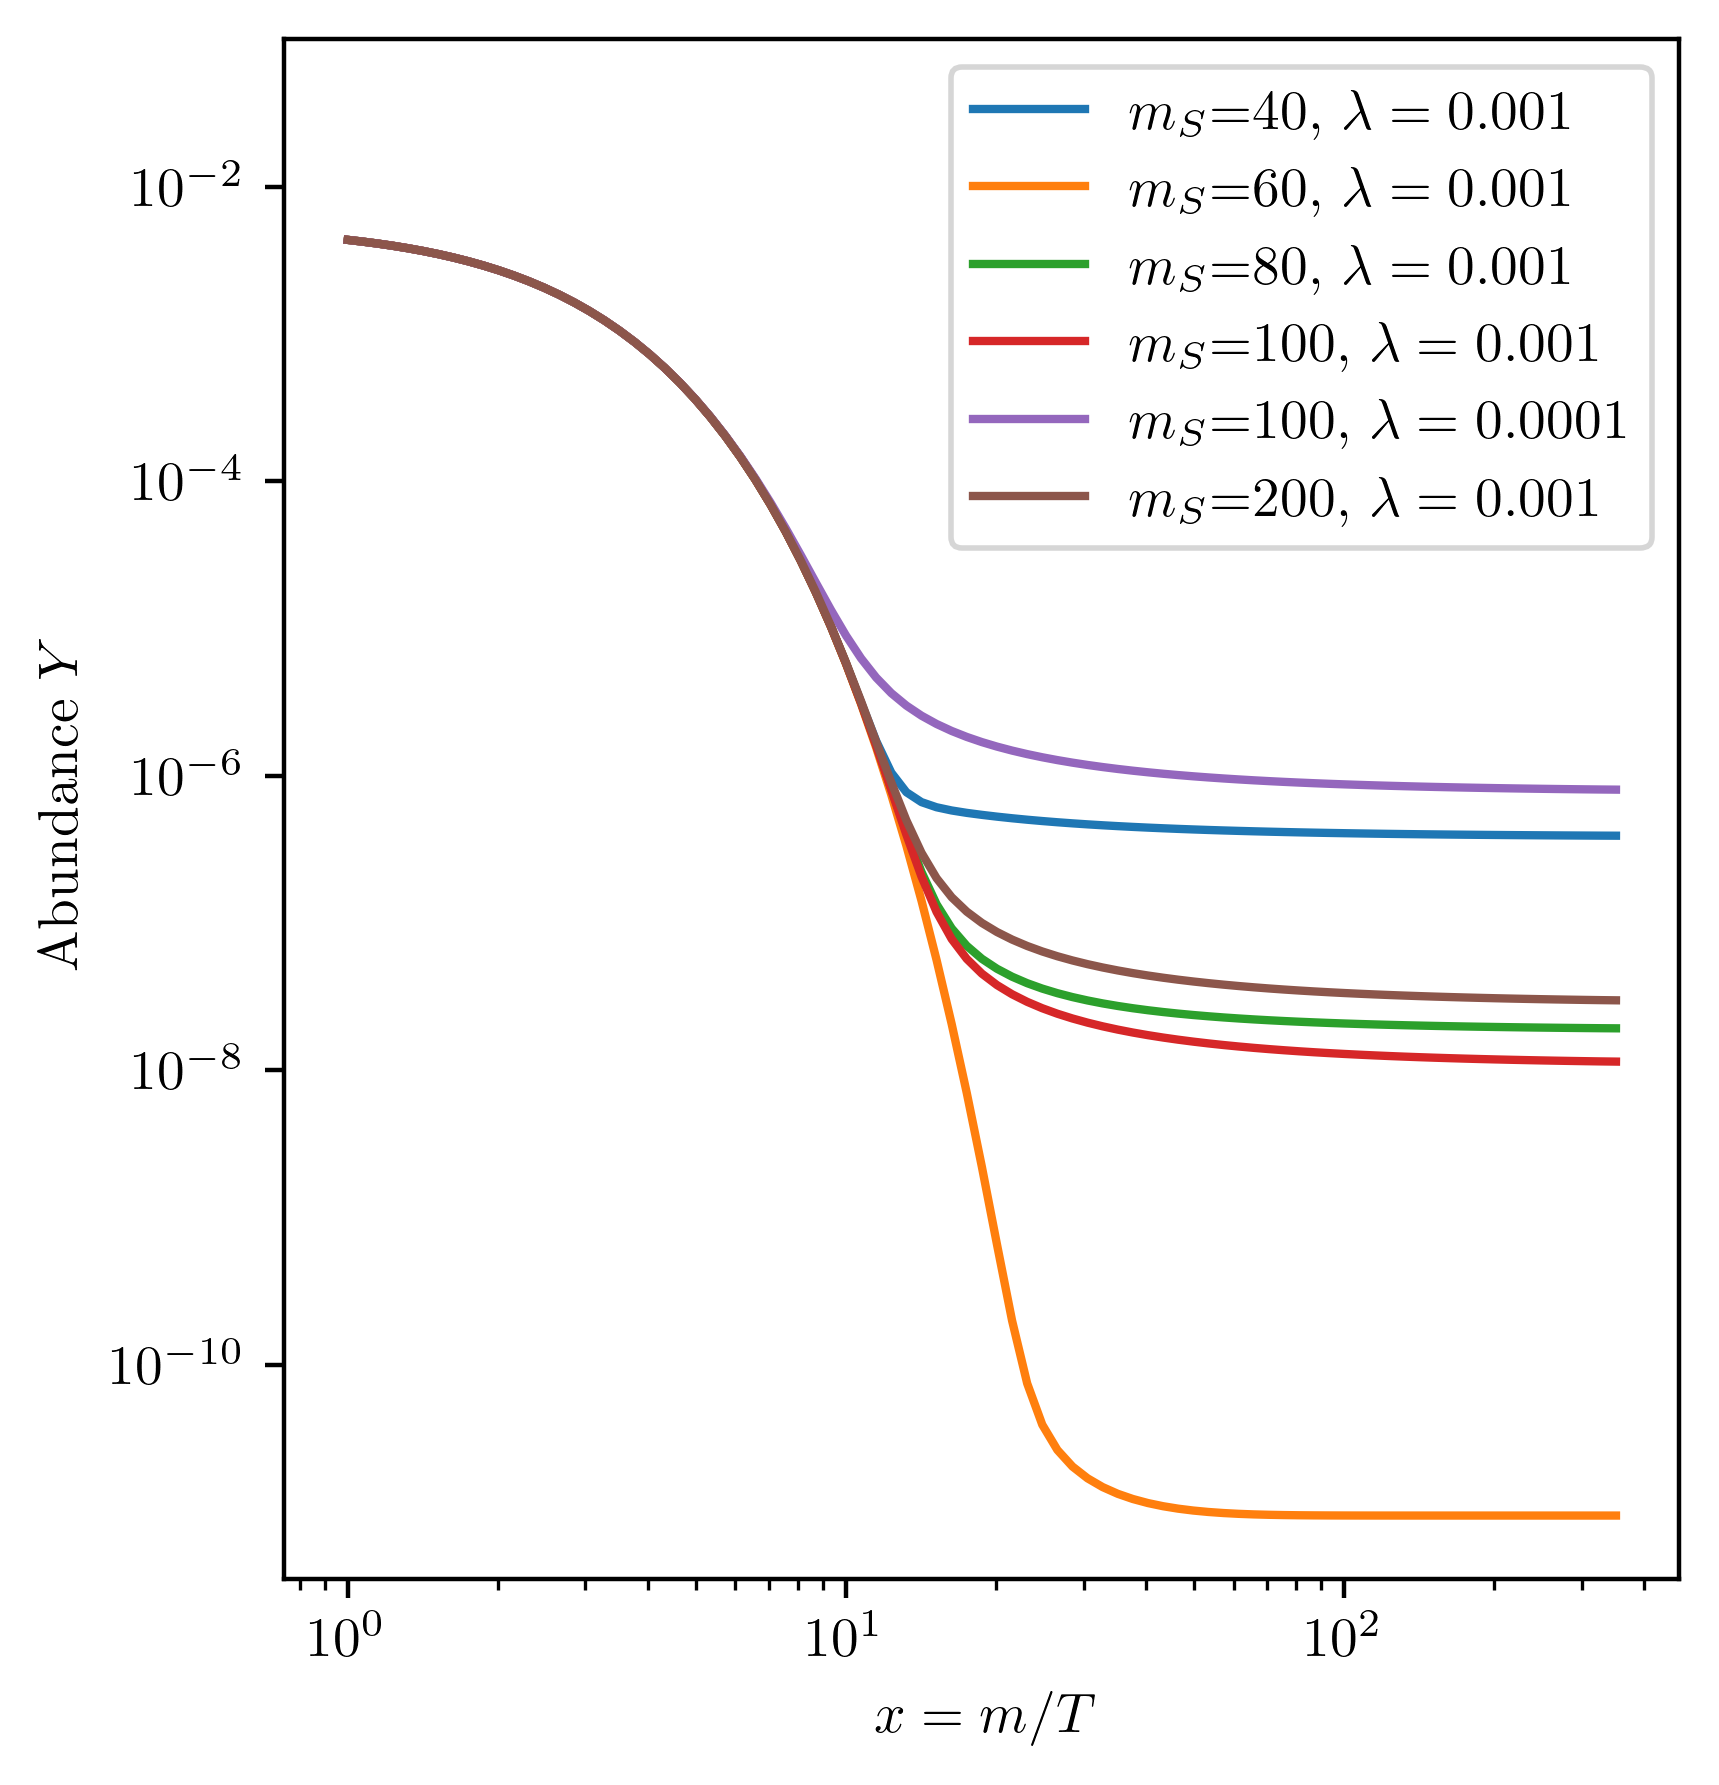 m_S=40, λ = 0.001
m_S=60, λ = 0.001
m_S=80, λ = 0.001
m_S=100, λ = 0.001
m_S=100, λ = 0.0001
m_S=200, λ = 0.001
10^{-2}
10^{-4}
10^{-6}
10^{-8}
10^{-10}
Abundance Y
10^0
10^1
10^2
x = m/T